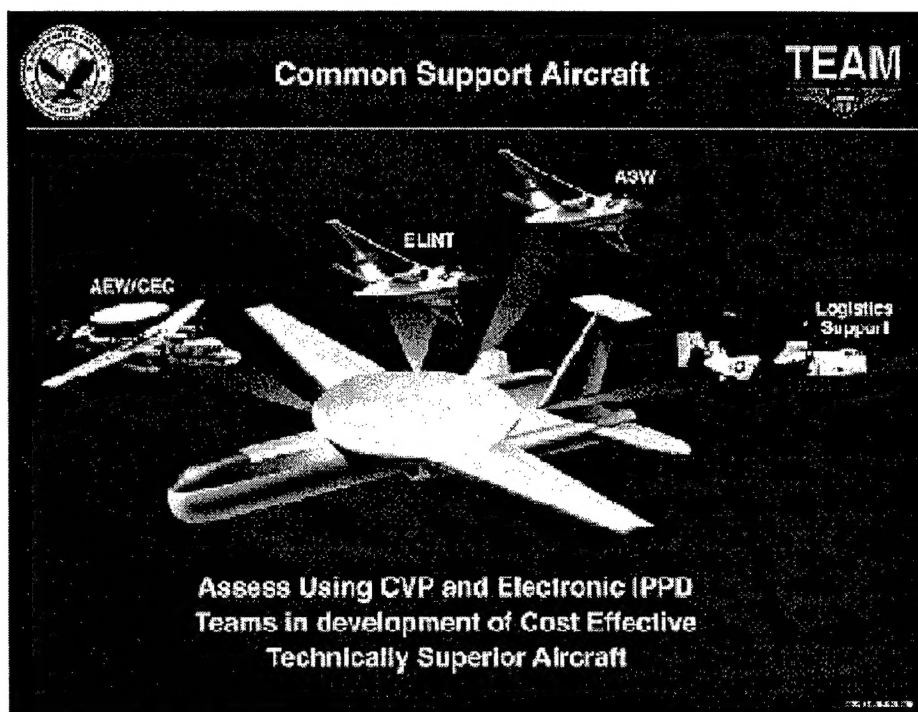 Common Support Aircraft
TEAM
ASW
ELINT
AEW/CEC
Logistics
Support
Assess Using CVP and Electronic IPPD
Teams in development of Cost Effective
Technically Superior Aircraft